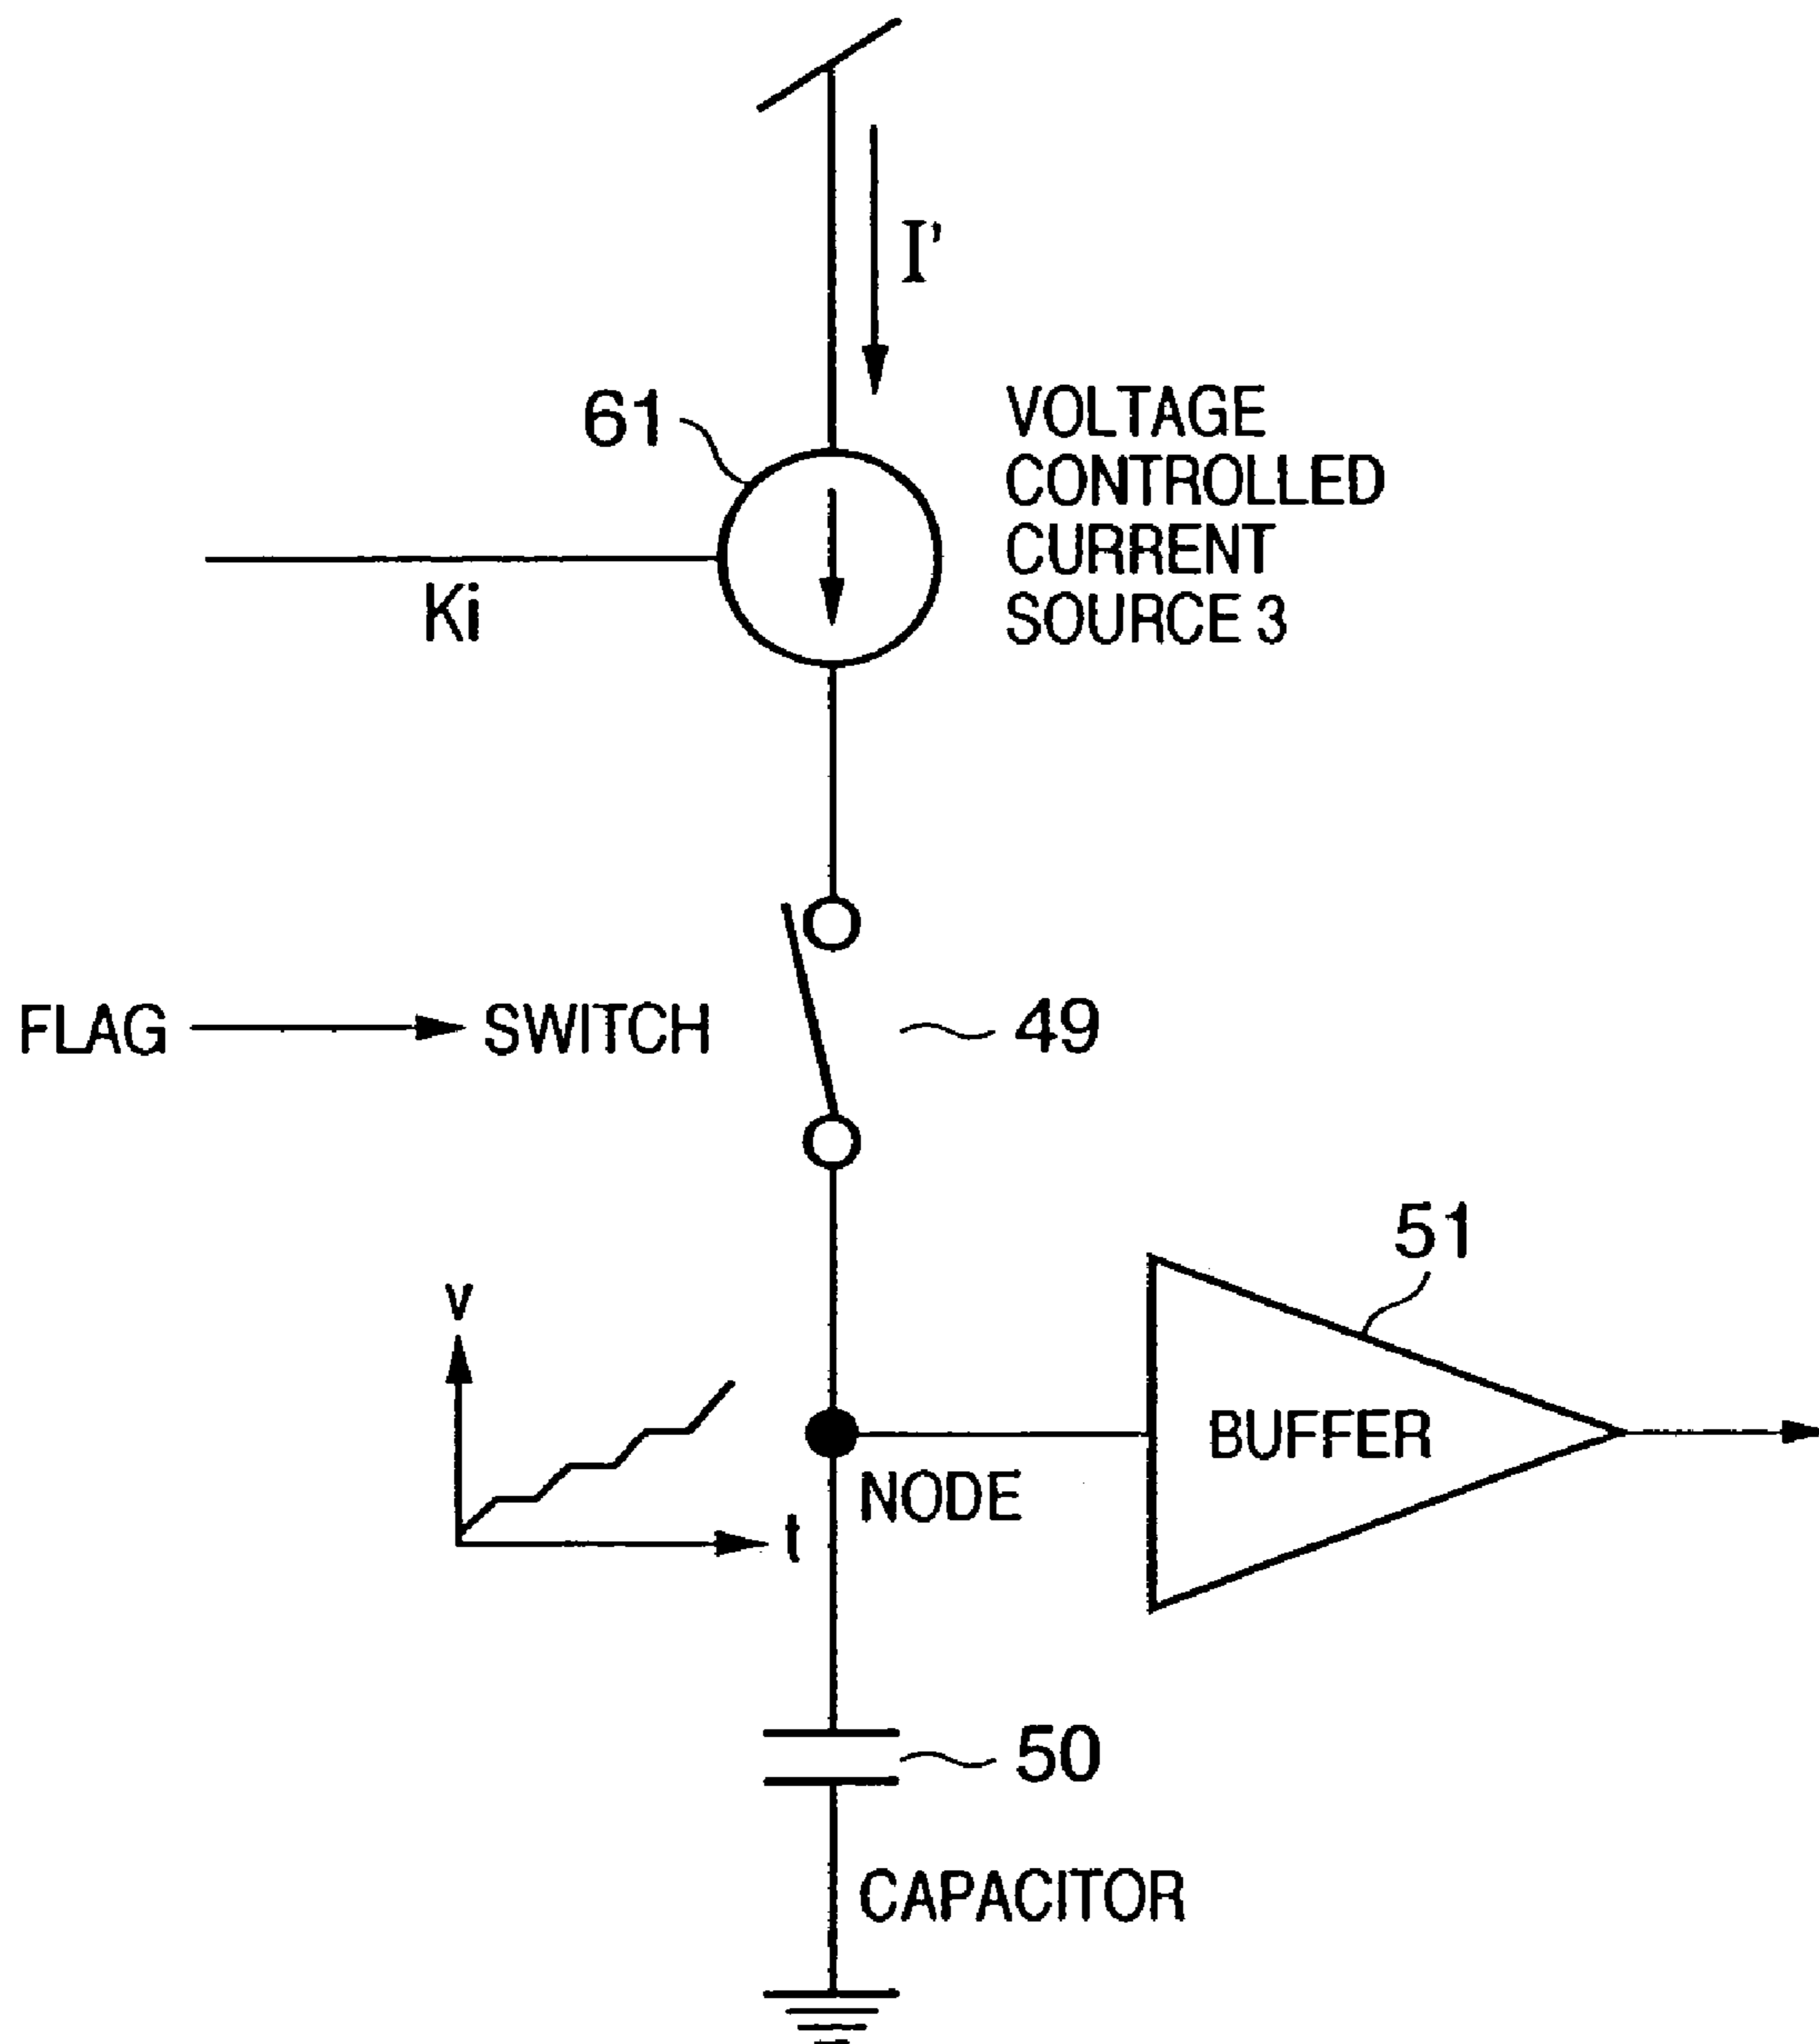 I'
61
VOLTAGE
CONTROLLED
CURRENT
SOURCE 3
Ki
FLAG
SWITCH
49
51
v
BUFFER
NODE
t
50
CAPACITOR